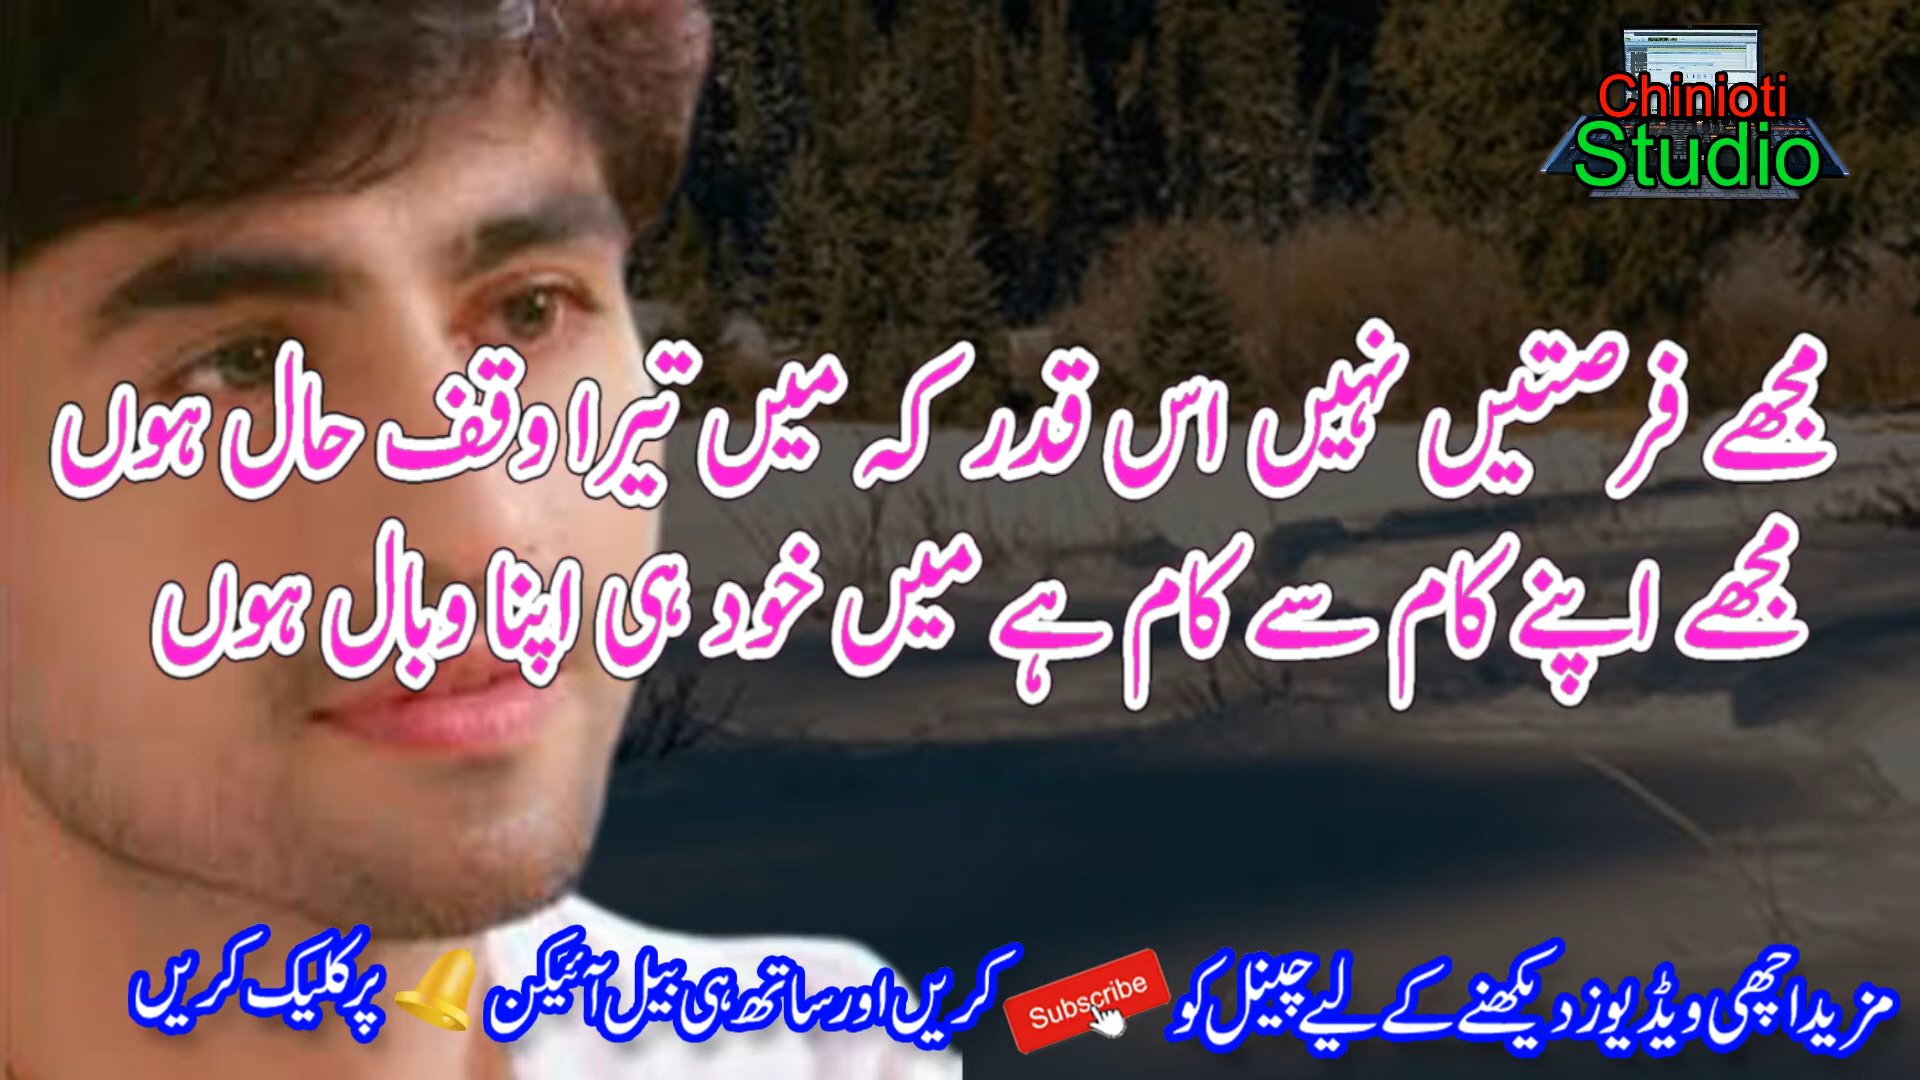 Chinioti
Studio
مجھے فرصتیں نہیں اس قدر کہ میں تیرا وقف حال ہوں
مجھے اپنے کام سے کام ہے میں خود ہی اپنا وبال ہوں
مزید اچھی ویڈیوز دیکھنے کے لیے چینل کو Subscribe کریں اور ساتھ ہی بیل آئیکن پر کلیک کریں